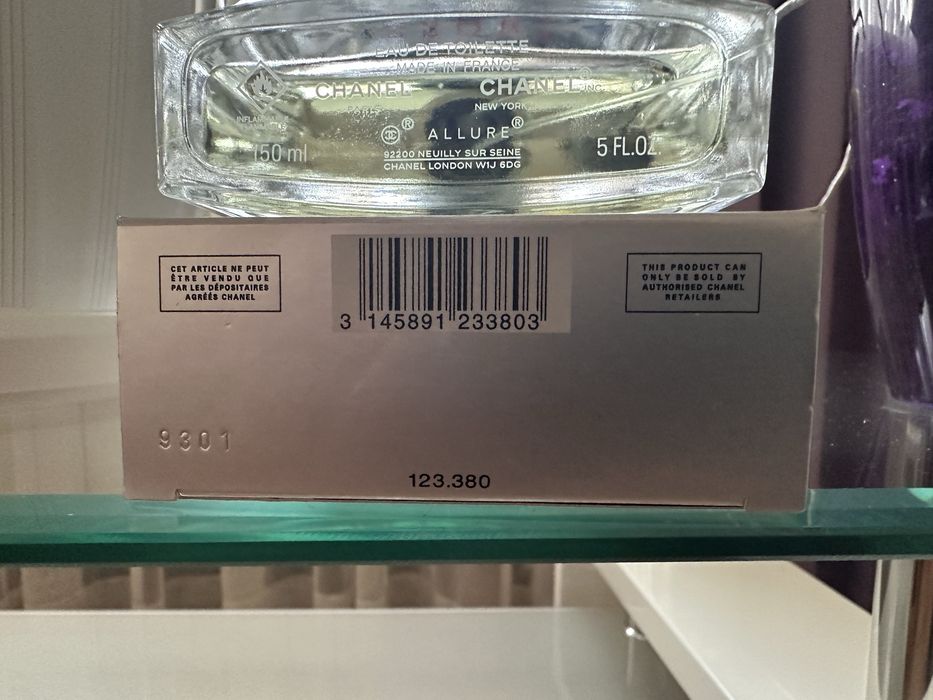 EAU DE TOILETTE
MADE IN FRANCE
CHANEL CHANEL® INC.
PARIS NEW YORK
® ALLURE®
150 ml 5 FL.OZ.
92200 NEUILLY SUR SEINE
CHANEL LONDON W1J 6DG
CET ARTICLE NE PEUT
ÊTRE VENDU QUE
PAR LES DÉPOSITAIRES
AGRÉÉS CHANEL
3 145891 233803
THIS PRODUCT CAN
ONLY BE SOLD BY
AUTHORISED CHANEL
RETAILERS
9301
123.380